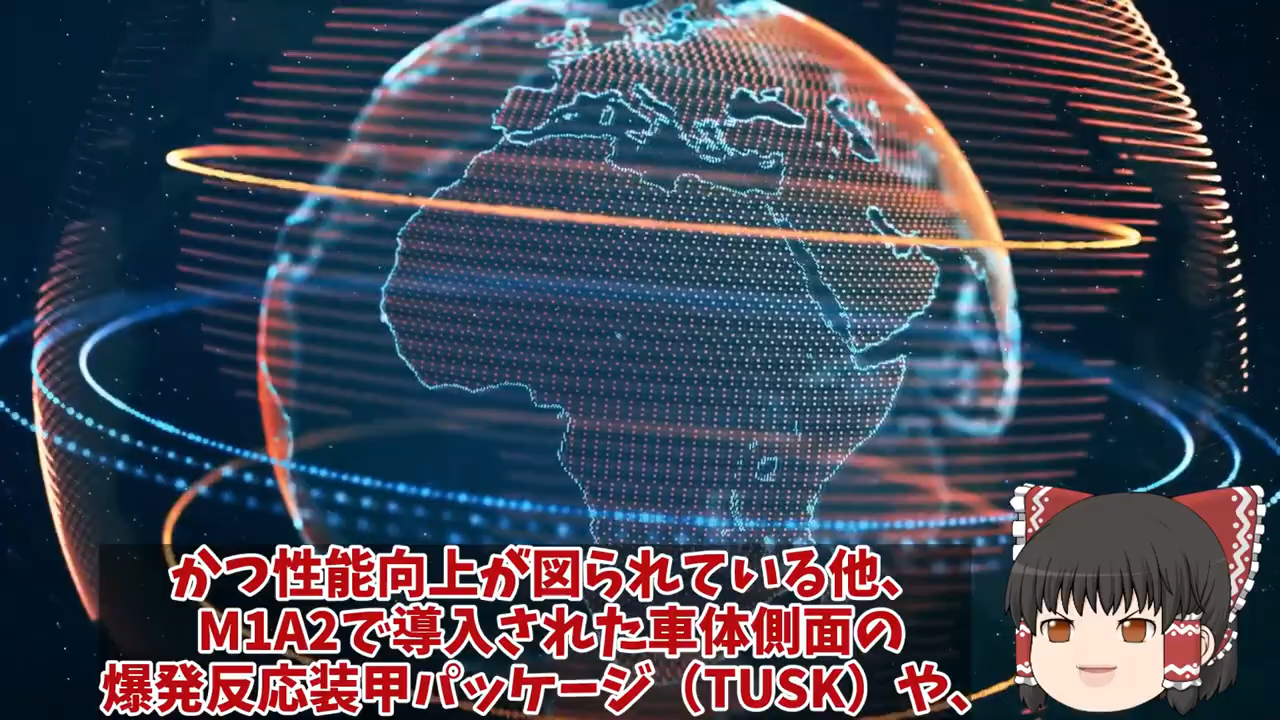 かつ性能向上が図られている他、
M1A2で導入された車体側面の
爆発反応装甲パッケージ（TUSK）や、